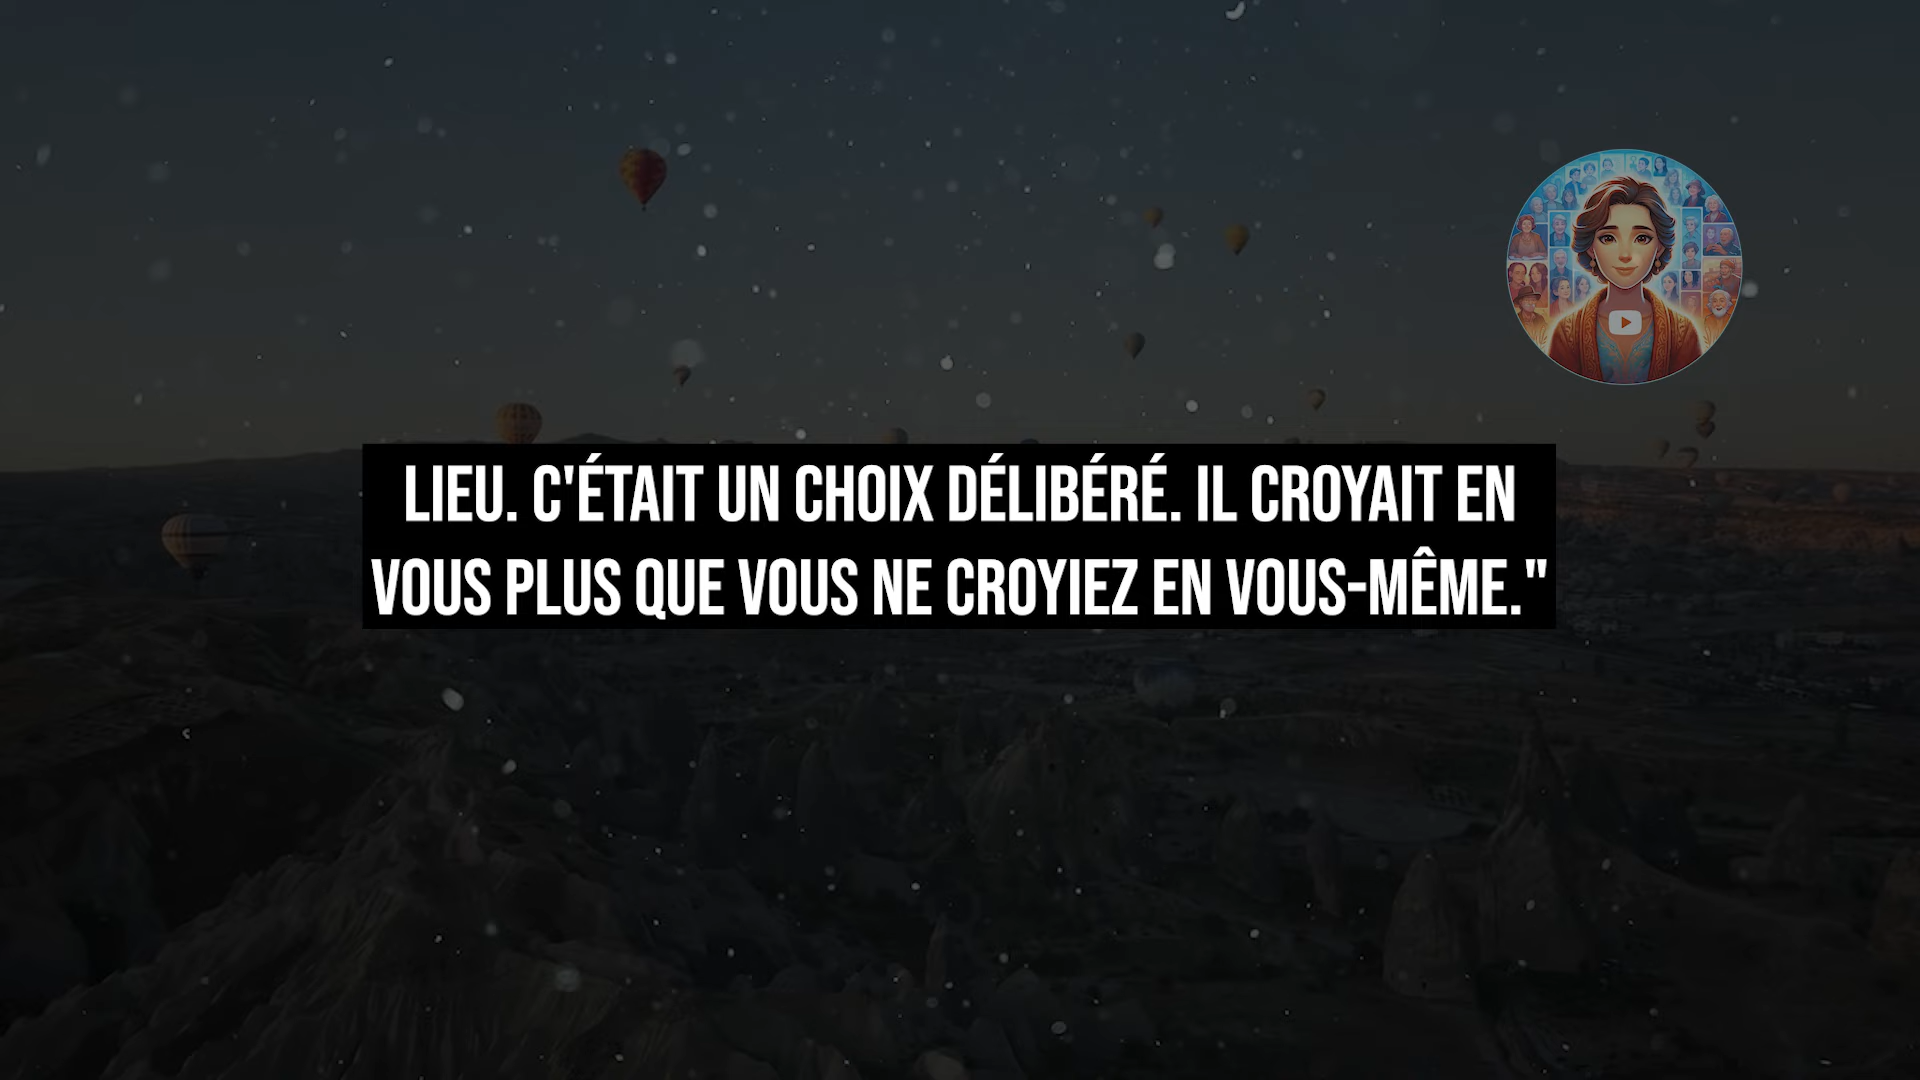 LIEU. C'ÉTAIT UN CHOIX DÉLIBÉRÉ. IL CROYAIT EN
VOUS PLUS QUE VOUS NE CROYIEZ EN VOUS-MÊME."